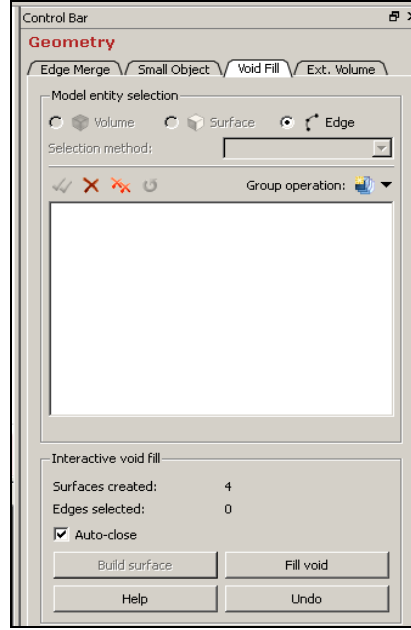 Control Bar
Geometry
Edge Merge Small Object Void Fill Ext. Volume
Model entity selection
Volume Surface Edge
Selection method:
Group operation:
Interactive void fill
Surfaces created: 4
Edges selected: 0
Auto-close
Build surface Fill void
Help Undo